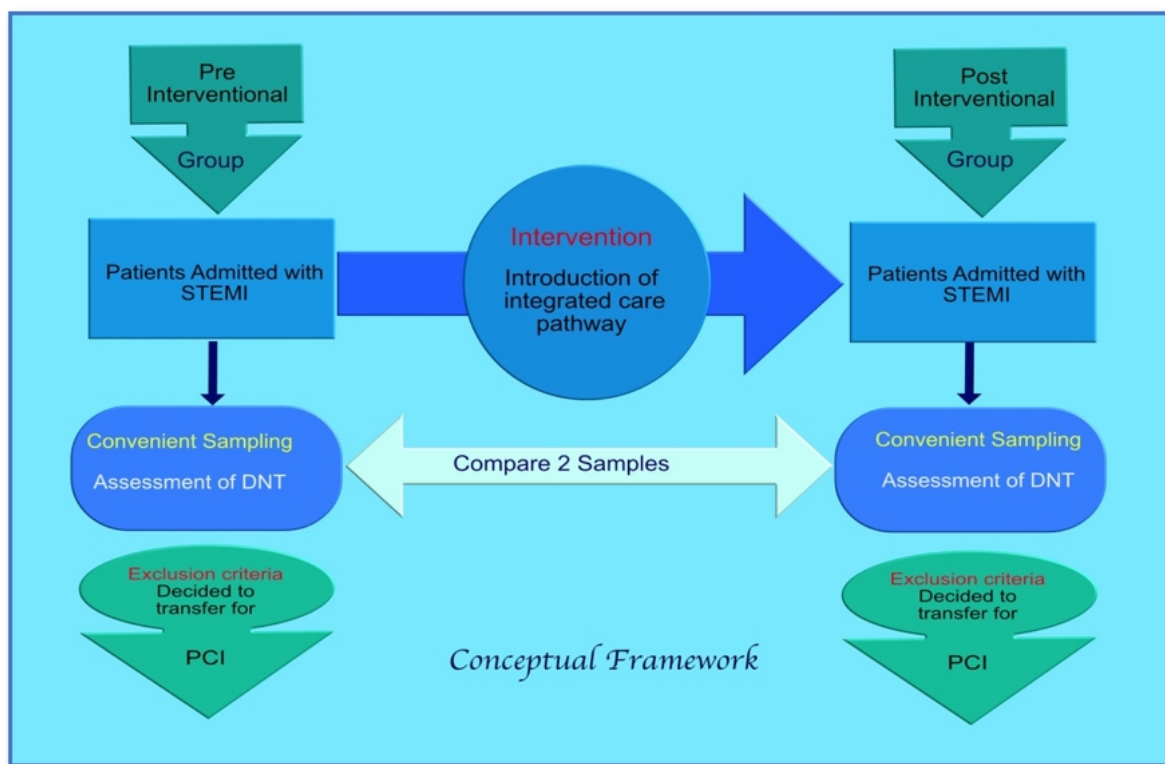 Pre
Interventional
Group
Patients Admitted with
STEMI
Convenient Sampling
Assessment of DNT
Exclusion criteria
Decided to
transfer for
PCI
Intervention
Introduction of
integrated care
pathway
Compare 2 Samples
Conceptual Framework
Post
Interventional
Group
Patients Admitted with
STEMI
Convenient Sampling
Assessment of DNT
Exclusion criteria
Decided to
transfer for
PCI